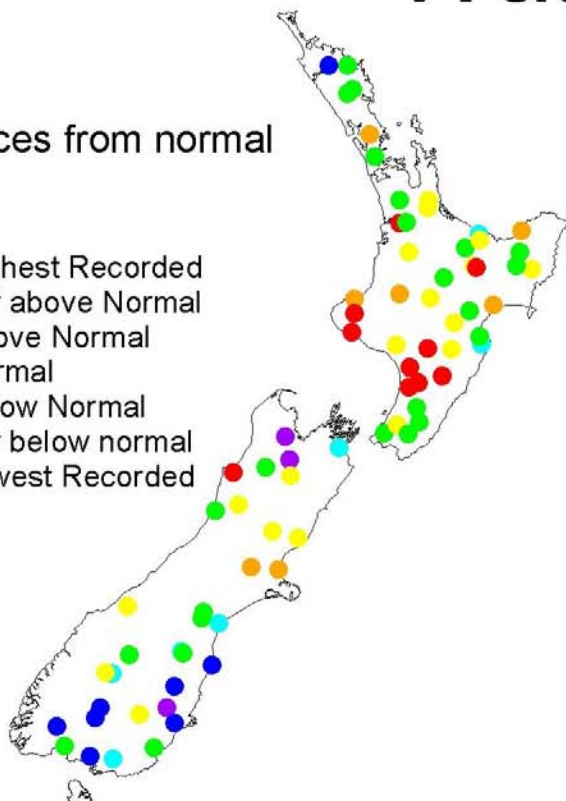 ces from normal
hest Recorded
above Normal
ove Normal
rmal
ow Normal
below normal
west Recorded